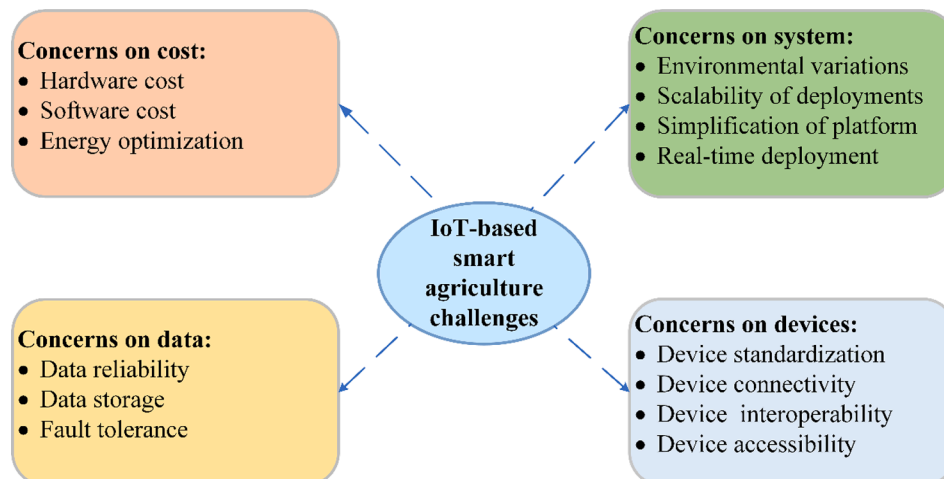 Concerns on cost:
• Hardware cost
• Software cost
• Energy optimization
Concerns on system:
• Environmental variations
• Scalability of deployments
• Simplification of platform
• Real-time deployment
IoT-based
smart
agriculture
challenges
Concerns on data:
• Data reliability
• Data storage
• Fault tolerance
Concerns on devices:
• Device standardization
• Device connectivity
• Device  interoperability
• Device accessibility